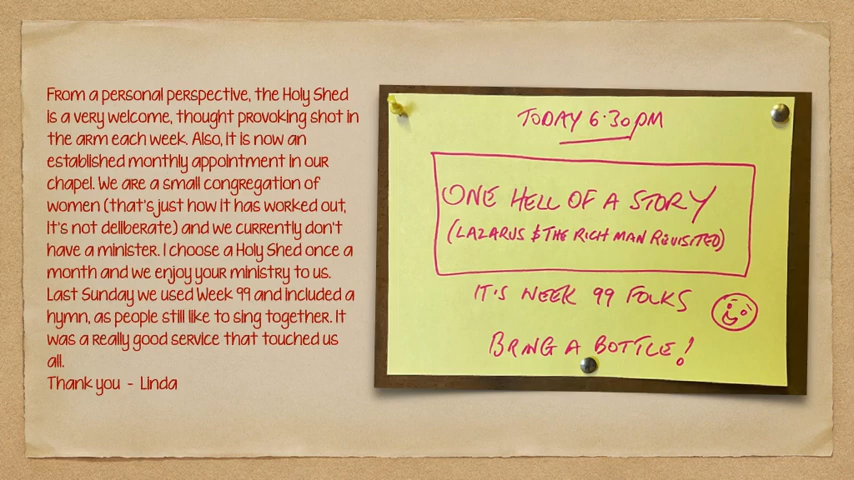 From a personal perspective, the Holy Shed
is a very welcome, thought provoking shot in
the arm each week. Also, it is now an
established monthly appointment in our
chapel. We are a small congregation of
women (that's just how it has worked out,
it's not deliberate) and we currently don't
have a minister. I choose a Holy Shed once a
month and we enjoy your ministry to us.
Last Sunday we used Week 99 and included a
hymn, as people still like to sing together. It
was a really good service that touched us
all.
Thank you - Linda
TODAY 6.30PM
ONE HELL OF A STORY
(LAZARUS & THE RICH MAN REVISITED)
IT'S WEEK 99 FOLKS
BRING A BOTTLE!